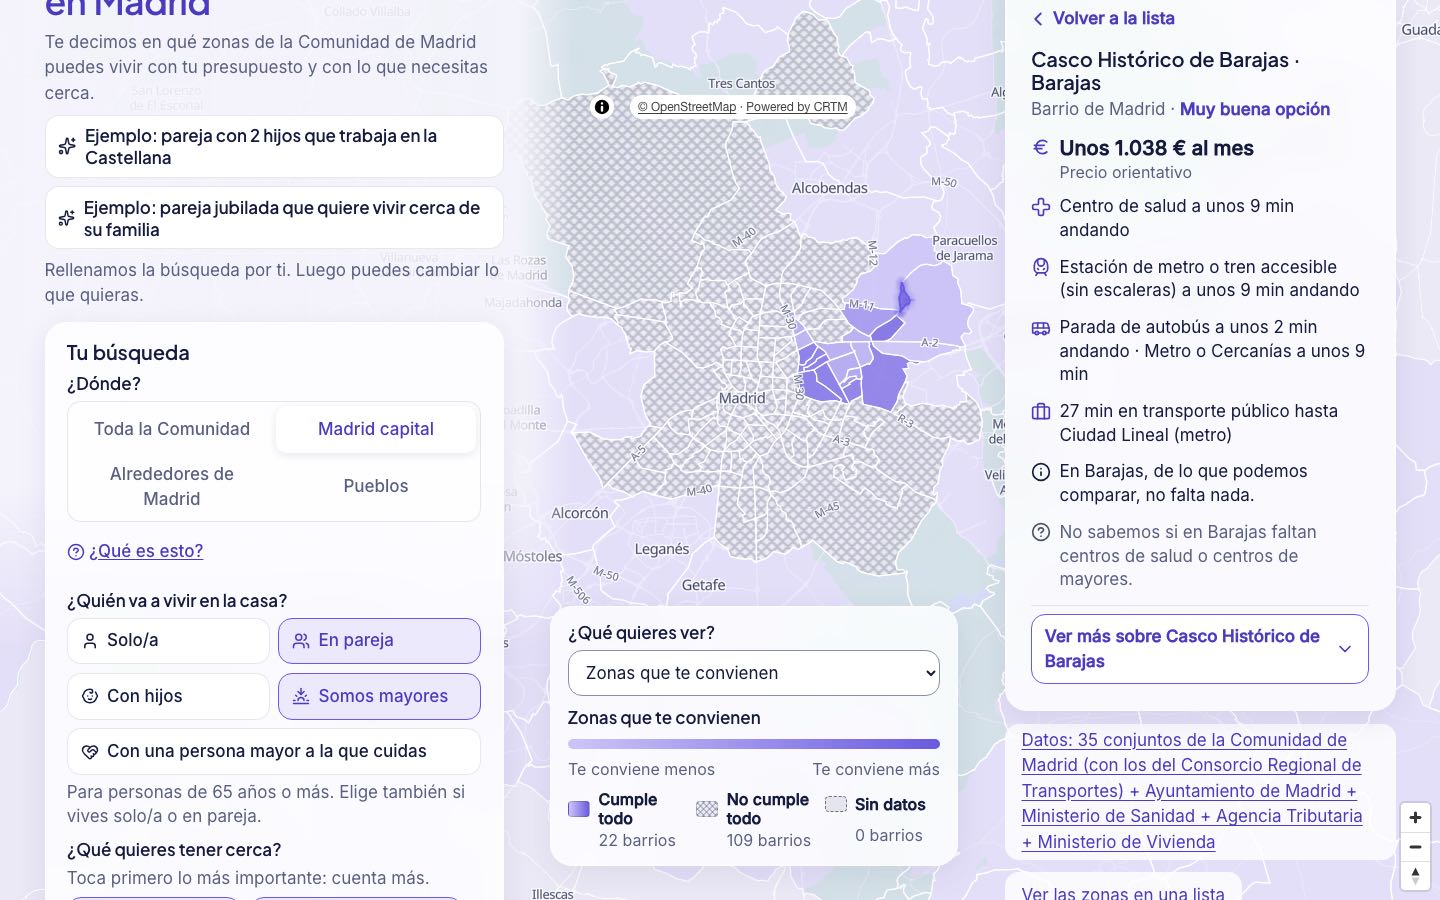 en Madrid
Te decimos en qué zonas de la Comunidad de Madrid
puedes vivir con tu presupuesto y con lo que necesitas
cerca.
Ejemplo: pareja con 2 hijos que trabaja en la
Castellana
Ejemplo: pareja jubilada que quiere vivir cerca de
su familia
Rellenamos la búsqueda por ti. Luego puedes cambiar lo
que quieras.
Tu búsqueda
¿Dónde?
Toda la Comunidad
Madrid capital
Alrededores de
Madrid
Pueblos
¿Qué es esto?
¿Quién va a vivir en la casa?
Solo/a
En pareja
Con hijos
Somos mayores
Con una persona mayor a la que cuidas
Para personas de 65 años o más. Elige también si
vives solo/a o en pareja.
¿Qué quieres tener cerca?
Toca primero lo más importante: cuenta más.
Collado Villalba
San Lorenzo
de El Escorial
Villanueva
Las Rozas
de Madrid
Majadahonda
Tres Cantos
© OpenStreetMap · Powered by CRTM
Alcobendas
M-50
M-40
M-12
Paracuellos
de Jarama
M-11
M-30
A-2
M-30
Madrid
R-3
A-3
A-5
M-40
M-45
Alcorcón
Leganés
Móstoles
M-50
Getafe
M-506
Illescas
¿Qué quieres ver?
Zonas que te convienen
Zonas que te convienen
Te conviene menos
Te conviene más
Cumple
todo
22 barrios
No cumple
todo
109 barrios
Sin datos
0 barrios
Volver a la lista
Casco Histórico de Barajas ·
Barajas
Barrio de Madrid · Muy buena opción
Unos 1.038 € al mes
Precio orientativo
Centro de salud a unos 9 min
andando
Estación de metro o tren accesible
(sin escaleras) a unos 9 min andando
Parada de autobús a unos 2 min
andando · Metro o Cercanías a unos 9
min
27 min en transporte público hasta
Ciudad Lineal (metro)
En Barajas, de lo que podemos
comparar, no falta nada.
No sabemos si en Barajas faltan
centros de salud o centros de
mayores.
Ver más sobre Casco Histórico de
Barajas
Datos: 35 conjuntos de la Comunidad de
Madrid (con los del Consorcio Regional de
Transportes) + Ayuntamiento de Madrid +
Ministerio de Sanidad + Agencia Tributaria
+ Ministerio de Vivienda
Ver las zonas en una lista